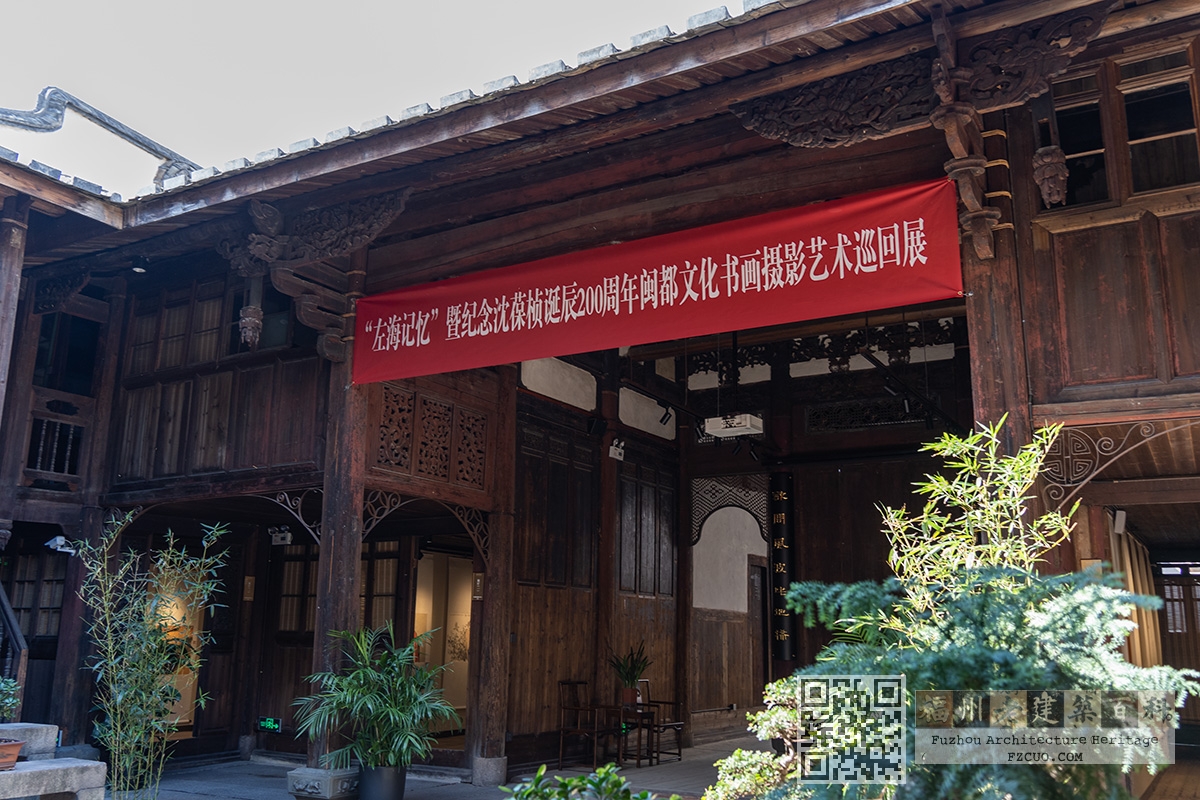 “左海记忆”暨纪念沈葆桢诞辰200周年闽都文化书画摄影艺术巡回展
福州老建築百科
Fuzhou Architecture Heritage
FZCUO.COM